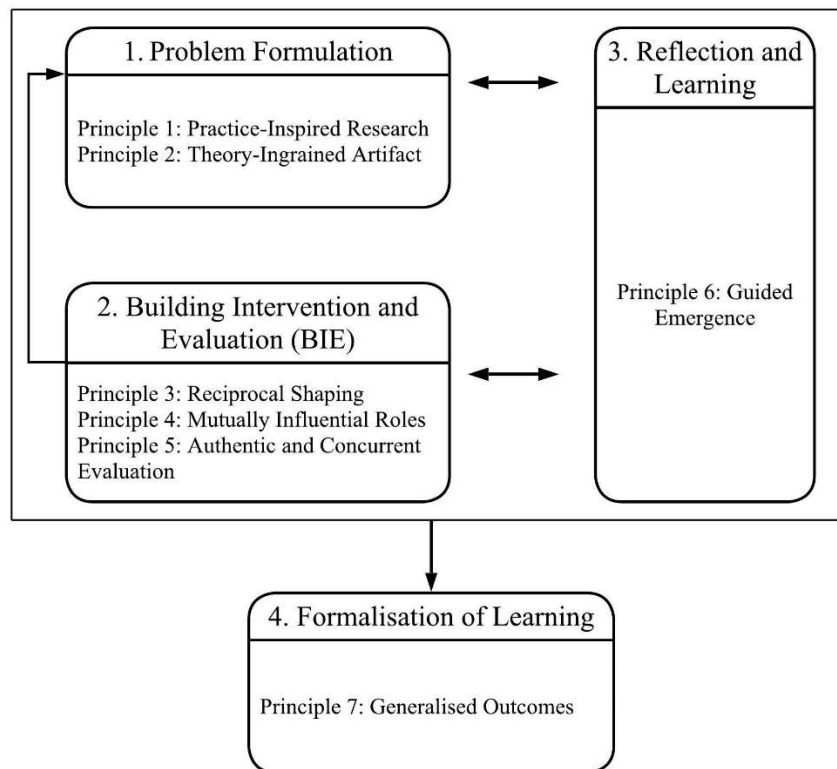 1. Problem Formulation
Principle 1: Practice-Inspired Research
Principle 2: Theory-Ingrained Artifact
2. Building Intervention and
Evaluation (BIE)
Principle 3: Reciprocal Shaping
Principle 4: Mutually Influential Roles
Principle 5: Authentic and Concurrent
Evaluation
3. Reflection and
Learning
Principle 6: Guided
Emergence
4. Formalisation of Learning
Principle 7: Generalised Outcomes